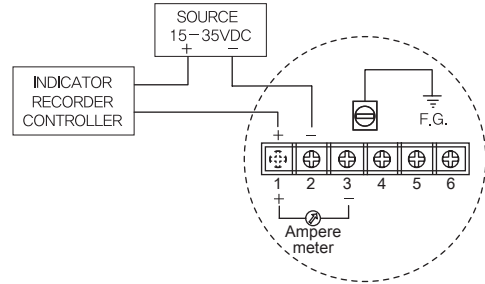 SOURCE
15-35VDC
+ −
INDICATOR
RECORDER
CONTROLLER
F.G.
+ −
1 2 3 4 5 6
+ −
Ampere
meter